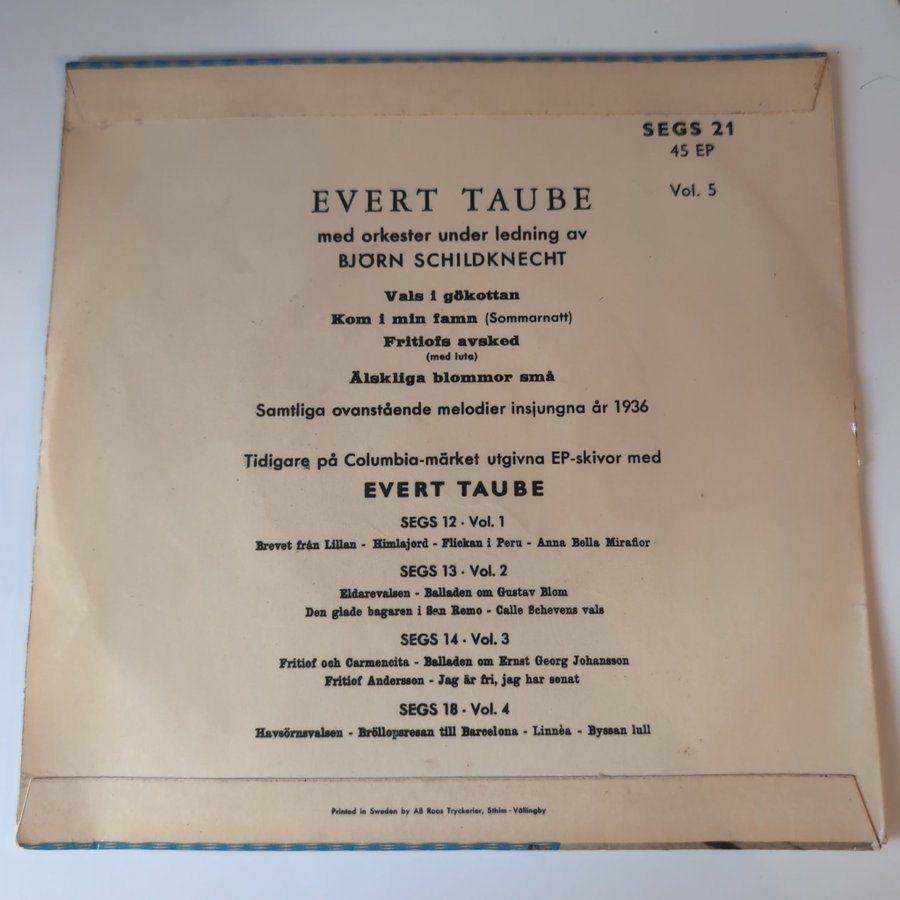 SEGS 21
45 EP
Vol. 5
EVERT TAUBE
med orkester under ledning av
BJÖRN SCHILDKNECHT
Vals i gökottan
Kom i min famn (Sommarnatt)
Fritiofs avsked
(med luta)
Älskliga blommor små
Samtliga ovanstående melodier insjungna år 1936
Tidigare på Columbia-märket utgivna EP-skivor med
EVERT TAUBE
SEGS 12 · Vol. 1
Brevet från Lillan - Himlajord - Flickan i Peru - Anna Bella Mirafior
SEGS 13 · Vol. 2
Eldarevalsen - Balladen om Gustav Blom
Den glade bagaren i San Remo - Calle Schevens vals
SEGS 14 · Vol. 3
Fritiof och Carmencita - Balladen om Ernst Georg Johansson
Fritiof Andersson - Jag är fri, jag har sonat
SEGS 18 · Vol. 4
Havsörnsvalsen - Bröllopsresan till Barcelona - Linnèa - Byssan lull
Printed in Sweden by AB Roos Tryckerier, Sthlm - Vällingby